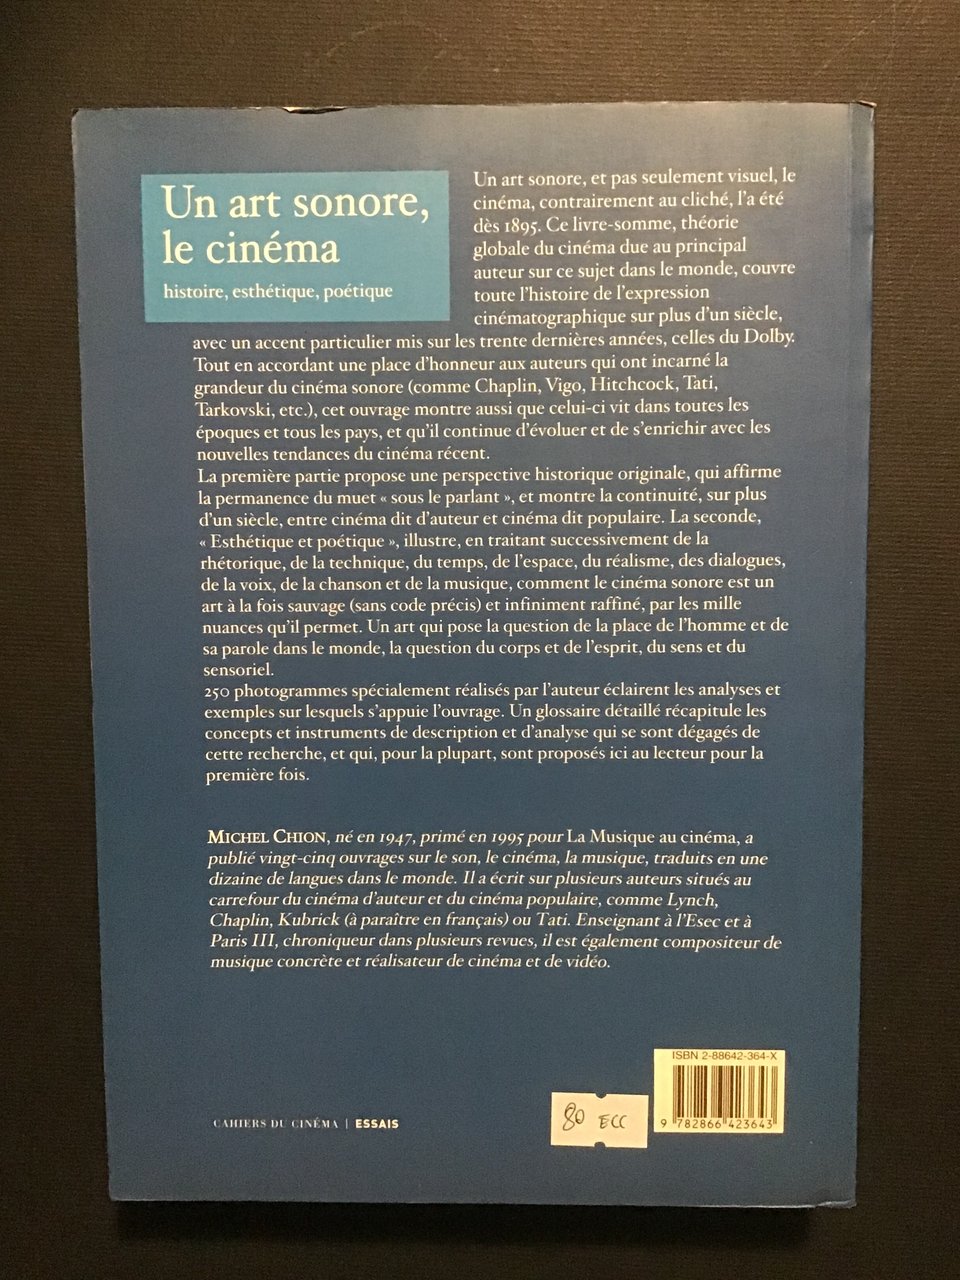 Un art sonore,
le cinéma
histoire, esthétique, poétique
Un art sonore, et pas seulement visuel, le
cinéma, contrairement au cliché, l'a été
dès 1895. Ce livre-somme, théorie
globale du cinéma due au principal
auteur sur ce sujet dans le monde, couvre
toute l'histoire de l'expression
cinématographique sur plus d'un siècle,
avec un accent particulier mis sur les trente dernières années, celles du Dolby.
Tout en accordant une place d'honneur aux auteurs qui ont incarné la
grandeur du cinéma sonore (comme Chaplin, Vigo, Hitchcock, Tati,
Tarkovski, etc.), cet ouvrage montre aussi que celui-ci vit dans toutes les
époques et tous les pays, et qu'il continue d'évoluer et de s'enrichir avec les
nouvelles tendances du cinéma récent.
La première partie propose une perspective historique originale, qui affirme
la permanence du muet « sous le parlant », et montre la continuité, sur plus
d'un siècle, entre cinéma dit d'auteur et cinéma dit populaire. La seconde,
« Esthétique et poétique », illustre, en traitant successivement de la
rhétorique, de la technique, du temps, de l'espace, du réalisme, des dialogues,
de la voix, de la chanson et de la musique, comment le cinéma sonore est un
art à la fois sauvage (sans code précis) et infiniment raffiné, par les mille
nuances qu'il permet. Un art qui pose la question de la place de l'homme et de
sa parole dans le monde, la question du corps et de l'esprit, du sens et du
sensoriel.
250 photogrammes spécialement réalisés par l'auteur éclairent les analyses et
exemples sur lesquels s'appuie l'ouvrage. Un glossaire détaillé récapitule les
concepts et instruments de description et d'analyse qui se sont dégagés de
cette recherche, et qui, pour la plupart, sont proposés ici au lecteur pour la
première fois.
MICHEL CHION, né en 1947, primé en 1995 pour La Musique au cinéma, a
publié vingt-cinq ouvrages sur le son, le cinéma, la musique, traduits en une
dizaine de langues dans le monde. Il a écrit sur plusieurs auteurs situés au
carrefour du cinéma d'auteur et du cinéma populaire, comme Lynch,
Chaplin, Kubrick (à paraître en français) ou Tati. Enseignant à l'Esec et à
Paris III, chroniqueur dans plusieurs revues, il est également compositeur de
musique concrète et réalisateur de cinéma et de vidéo.
ISBN 2-88642-364-X
9 782866 423643
80 ECC
CAHIERS DU CINÉMA | ESSAIS